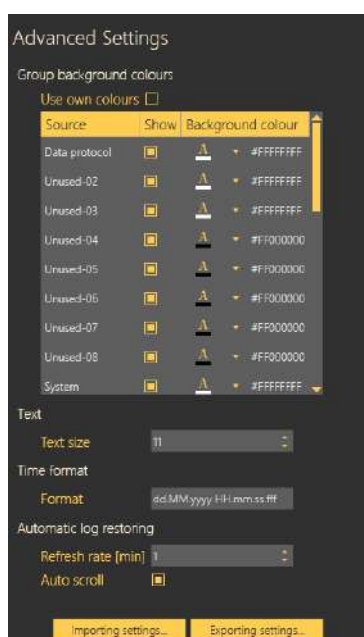 Advanced Settings
Group background colours
Use own colours
Source Show Background colour
Data protocol A #FFFFFFFF
Unused-02 A #FFFFFFFF
Unused-03 A #FFFFFFFF
Unused-04 A #FF000000
Unused-05 A #FF000000
Unused-06 A #FF000000
Unused-07 A #FF000000
Unused-08 A #FF000000
System A #FFFFFFFF
Text
Text size 11
Time format
Format dd.MM.yyyy HH.mm.ss.fff
Automatic log restoring
Refresh rate [min] 1
Auto scroll
Importing settings... Exporting settings...